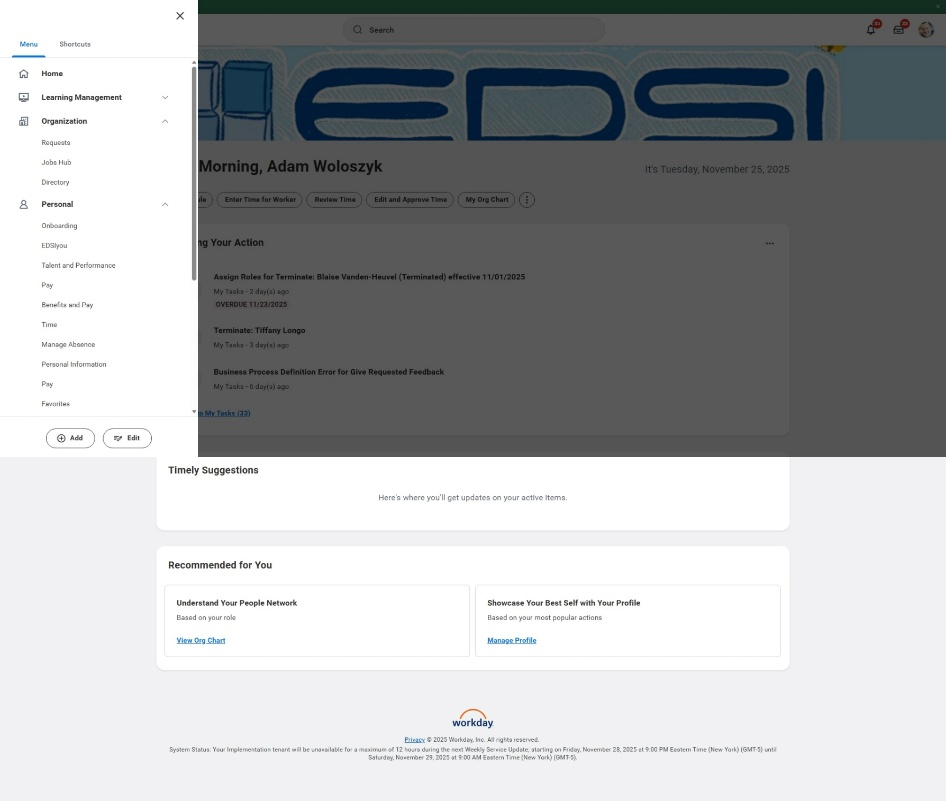 Search
31
33
Menu
Shortcuts
Home
Learning Management
Organization
Requests
Jobs Hub
Directory
Personal
Onboarding
EDSIyou
Talent and Performance
Pay
Benefits and Pay
Time
Manage Absence
Personal Information
Pay
Favorites
Add
Edit
EDSI
Morning, Adam Woloszyk
It's Tuesday, November 25, 2025
Enter Time for Worker
Review Time
Edit and Approve Time
My Org Chart
ng Your Action
Assign Roles for Terminate: Blaise Vanden-Heuvel (Terminated) effective 11/01/2025
My Tasks - 2 day(s) ago
OVERDUE 11/23/2025
Terminate: Tiffany Longo
My Tasks - 3 day(s) ago
Business Process Definition Error for Give Requested Feedback
My Tasks - 6 day(s) ago
My Tasks (33)
Timely Suggestions
Here's where you'll get updates on your active items.
Recommended for You
Understand Your People Network
Based on your role
View Org Chart
Showcase Your Best Self with Your Profile
Based on your most popular actions
Manage Profile
workday
Privacy © 2025 Workday, Inc. All rights reserved.
System Status: Your Implementation tenant will be unavailable for a maximum of 12 hours during the next Weekly Service Update; starting on Friday, November 28, 2025 at 9:00 PM Eastern Time (New York) (GMT-5) until
Saturday, November 29, 2025 at 9:00 AM Eastern Time (New York) (GMT-5).